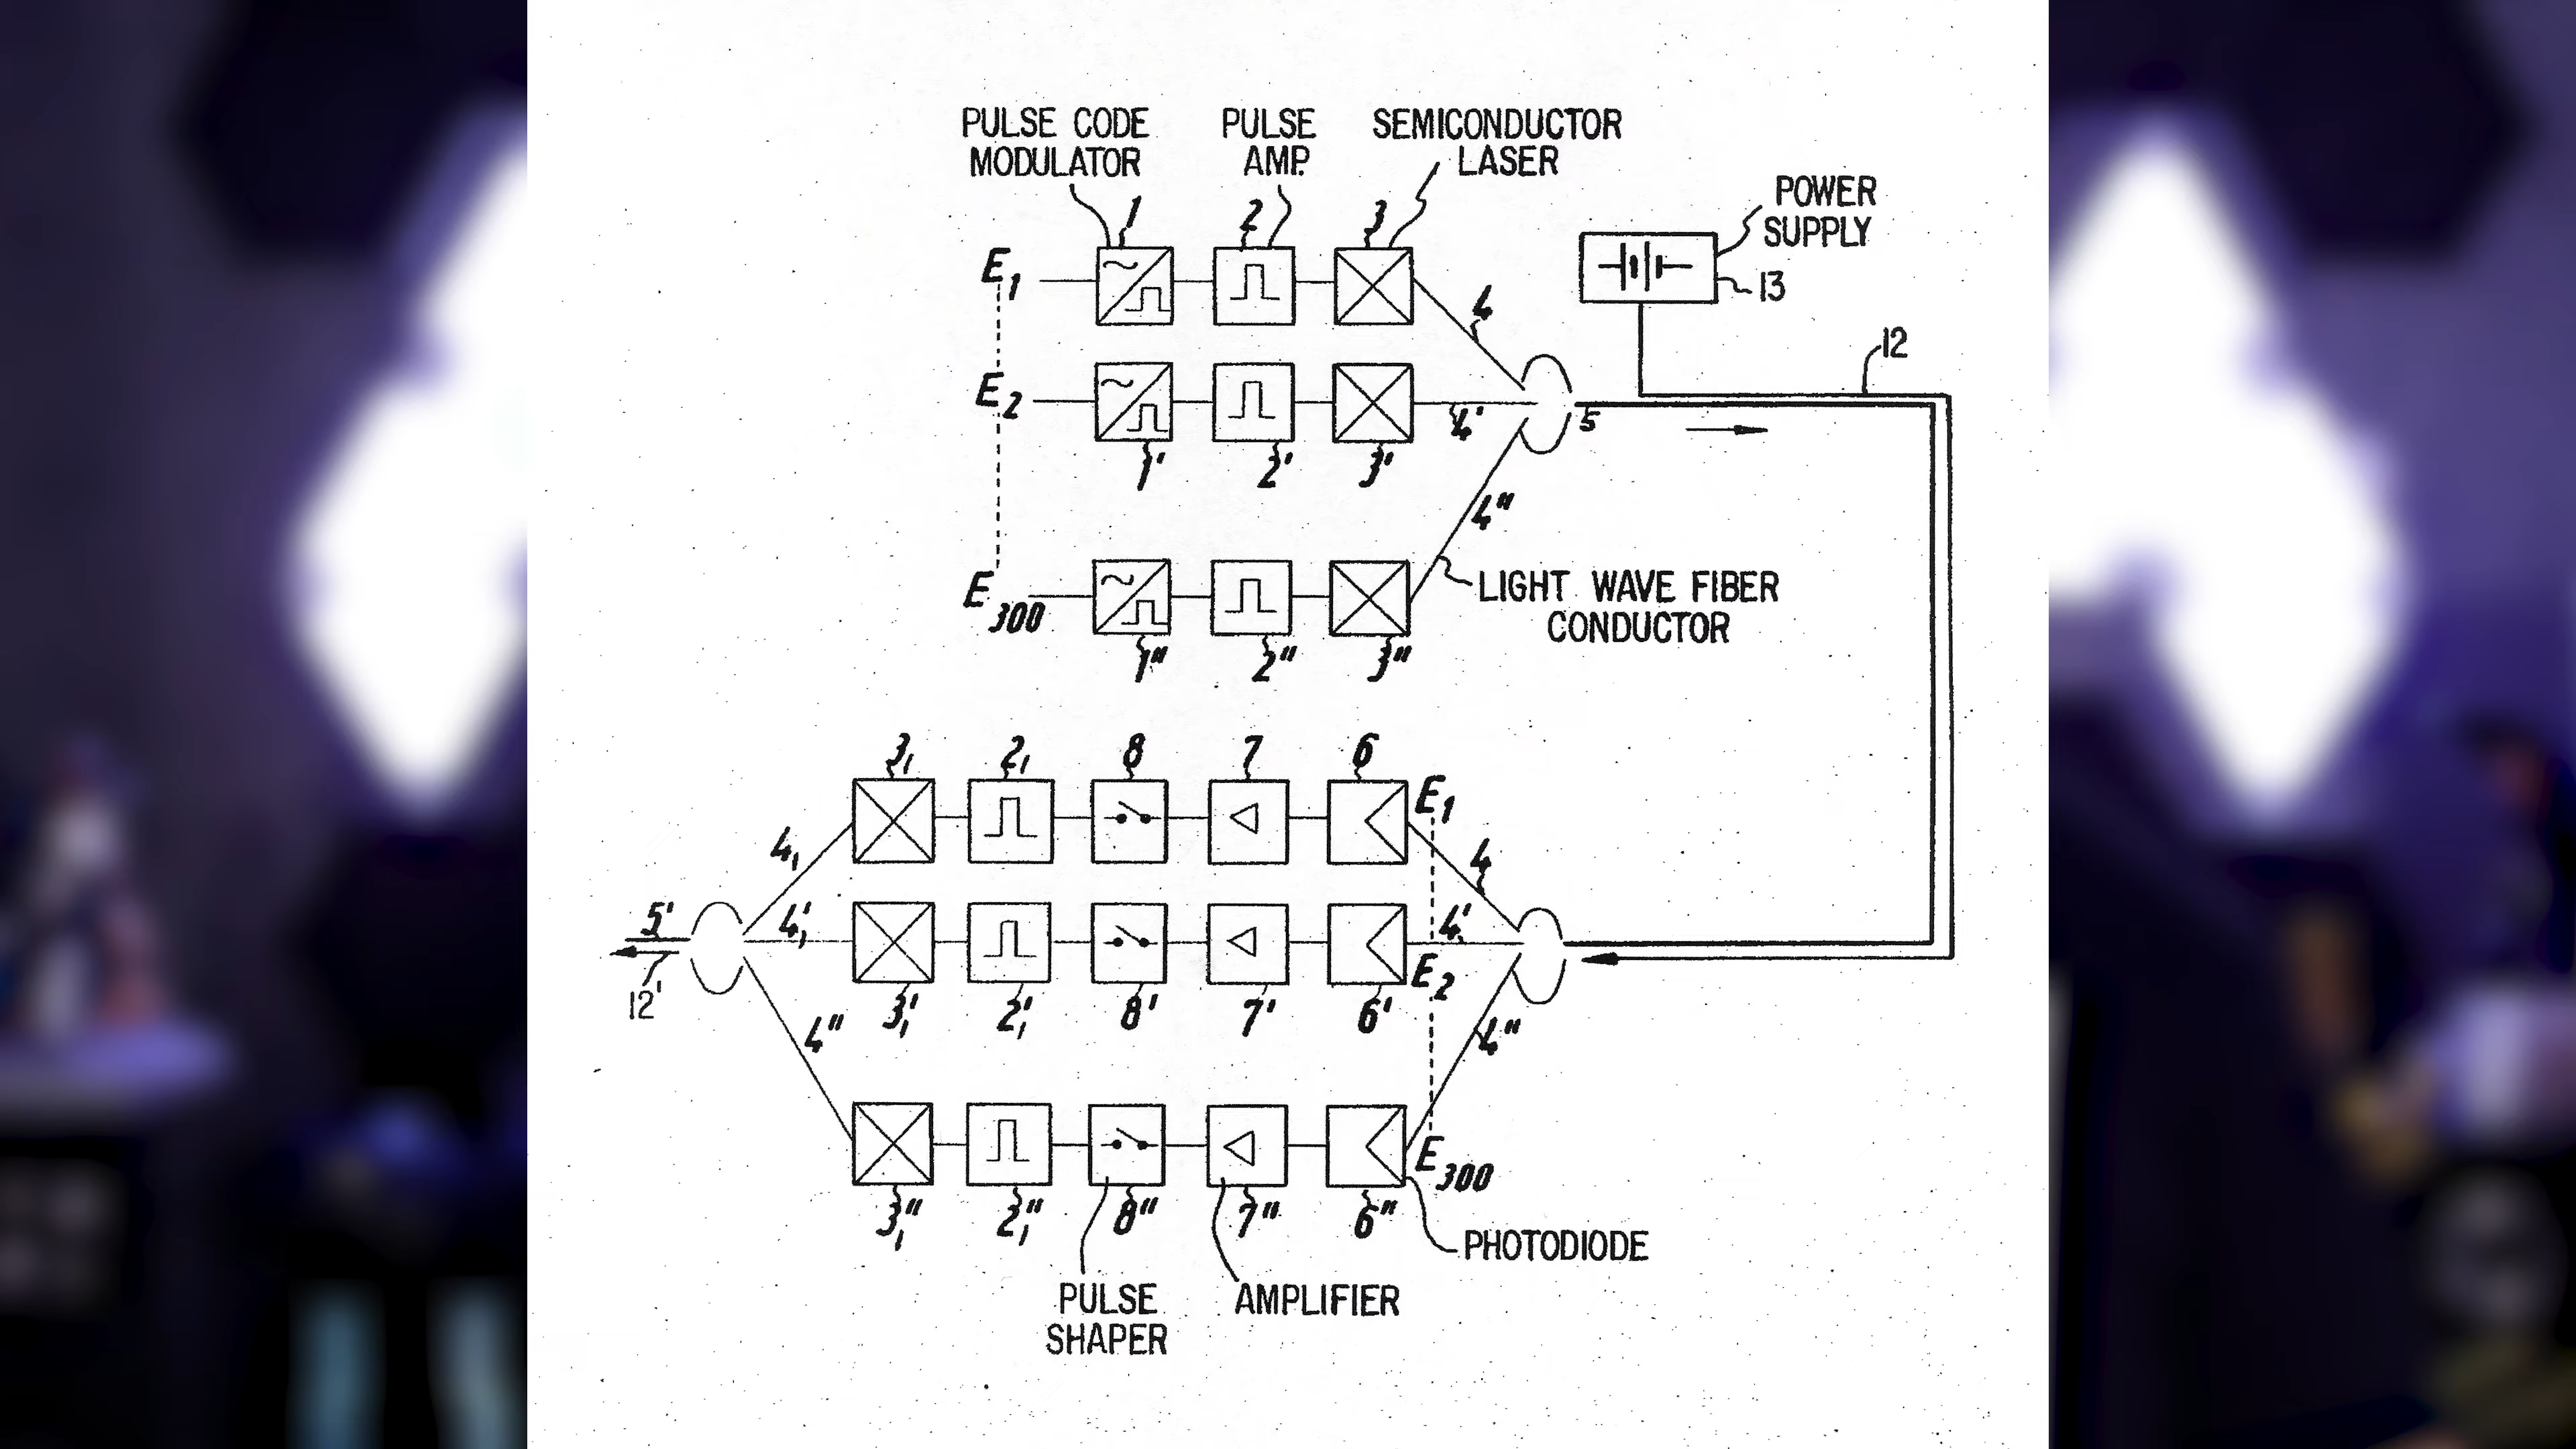 PULSE CODE
MODULATOR
PULSE
AMP.
SEMICONDUCTOR
LASER
POWER
SUPPLY
1
2
3
13
E1
4
12
E2
4'
5
1'
2'
3'
4"
E300
LIGHT WAVE FIBER
CONDUCTOR
1"
2"
3"
3₁
2₁
8
7
6
E1
4₁
4
5'
4₁'
4'
12'
E2
3₁'
2₁'
8'
7'
6'
4"
4"
E300
3₁"
2₁"
8"
7"
6"
PHOTODIODE
PULSE
SHAPER
AMPLIFIER